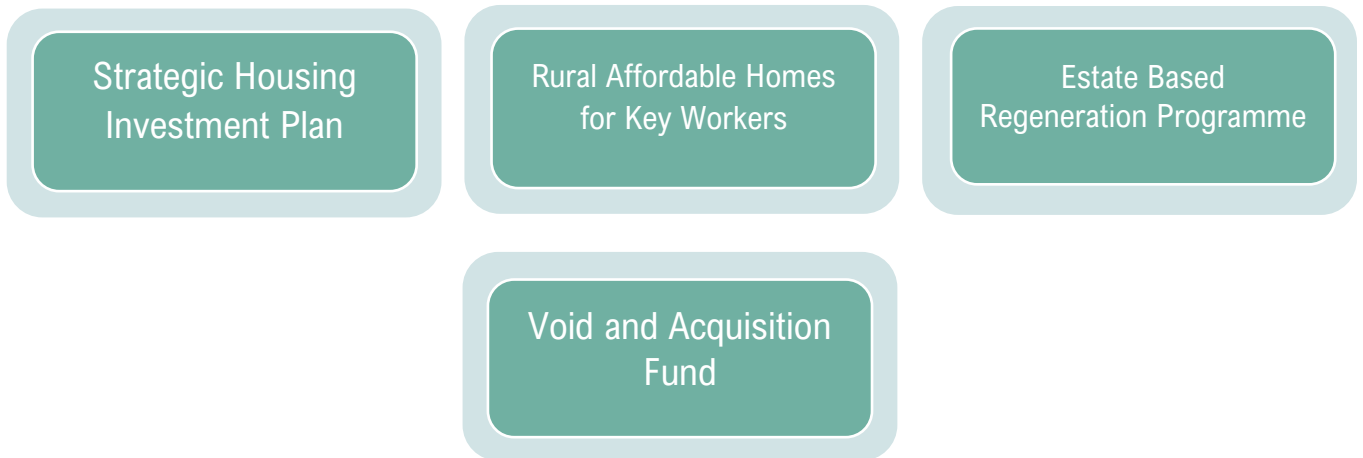 Strategic Housing
Investment Plan
Rural Affordable Homes
for Key Workers
Estate Based
Regeneration Programme
Void and Acquisition
Fund